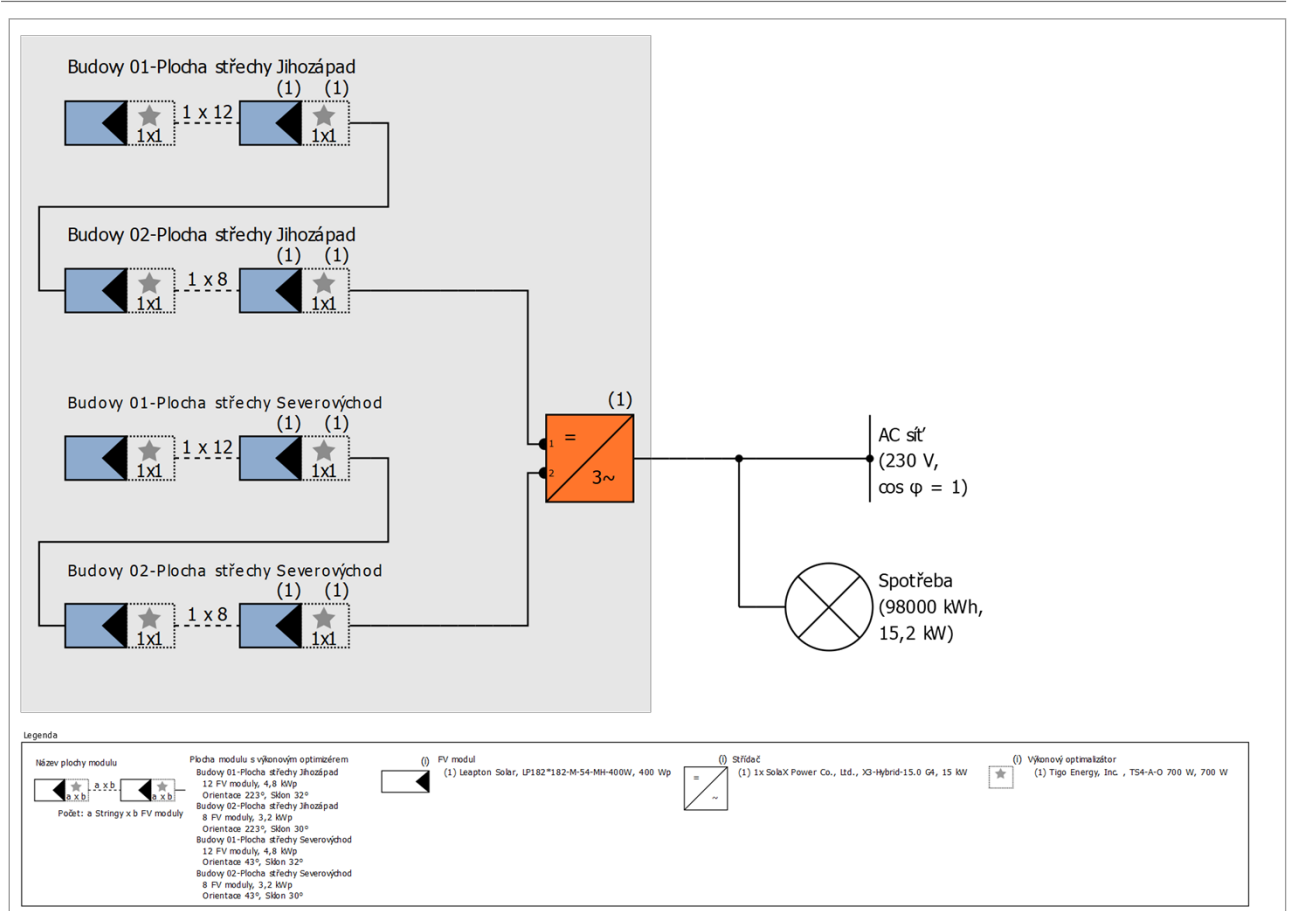 Budovy 01-Plocha střechy Jihozápad
(1) (1)
1x1
1 x 12
1x1
Budovy 02-Plocha střechy Jihozápad
(1) (1)
1x1
1 x 8
1x1
Budovy 01-Plocha střechy Severovýchod
(1) (1)
1x1
1 x 12
1x1
Budovy 02-Plocha střechy Severovýchod
(1) (1)
1x1
1 x 8
1x1
(1)
1
=
2
3~
AC síť
(230 V,
cos φ = 1)
Spotřeba
(98000 kWh,
15,2 kW)
Legenda
Název plochy modulu
a x b
a x b
a x b
Počet: a Stringy x b FV moduly
Plocha modulu s výkonovým optimizérem
Budovy 01-Plocha střechy Jihozápad
12 FV moduly, 4,8 kWp
Orientace 223°, Sklon 32°
Budovy 02-Plocha střechy Jihozápad
8 FV moduly, 3,2 kWp
Orientace 223°, Sklon 30°
Budovy 01-Plocha střechy Severovýchod
12 FV moduly, 4,8 kWp
Orientace 43°, Sklon 32°
Budovy 02-Plocha střechy Severovýchod
8 FV moduly, 3,2 kWp
Orientace 43°, Sklon 30°
(i) FV modul
(1) Leapton Solar, LP182*182-M-54-MH-400W, 400 Wp
(i) Střídač
= ~
(1) 1x SolaX Power Co., Ltd., X3-Hybrid-15.0 G4, 15 kW
(i) Výkonový optimalizátor
(1) Tigo Energy, Inc. , TS4-A-O 700 W, 700 W